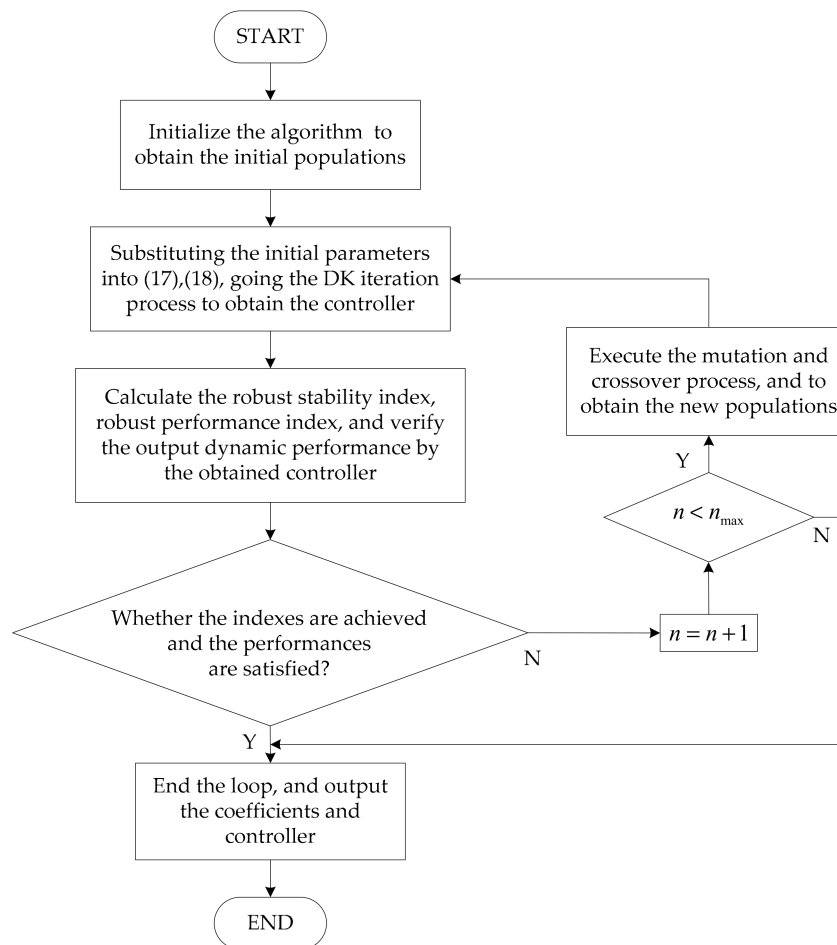 START
Initialize the algorithm to
obtain the initial populations
Substituting the initial parameters
into (17),(18), going the DK iteration
process to obtain the controller
Calculate the robust stability index,
robust performance index, and verify
the output dynamic performance by
the obtained controller
Whether the indexes are achieved
and the performances
are satisfied?
N
n = n + 1
n < n_max
N
Y
Execute the mutation and
crossover process, and to
obtain the new populations
Y
End the loop, and output
the coefficients and
controller
END